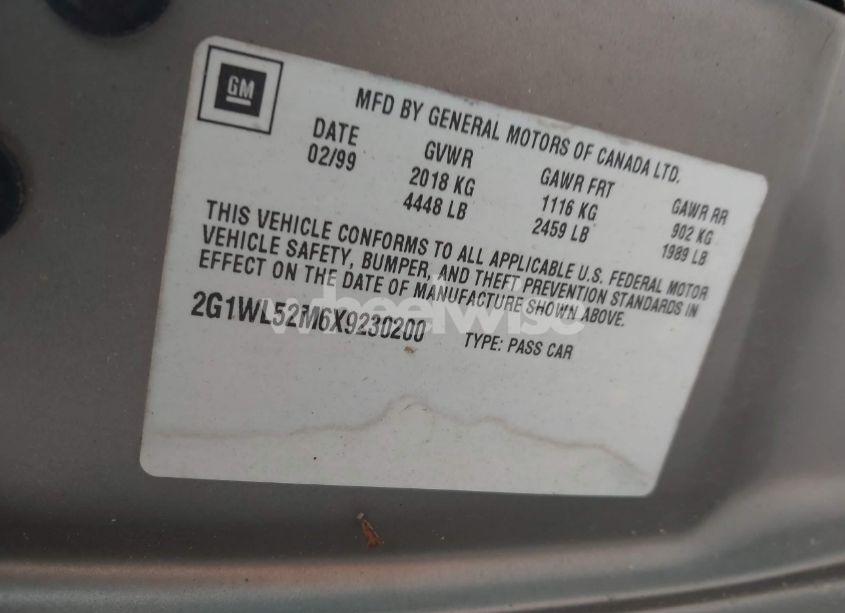 GM
MFD BY GENERAL MOTORS OF CANADA LTD.
DATE GVWR GAWR FRT GAWR RR
02/99 2018 KG 1116 KG 902 KG
4448 LB 2459 LB 1989 LB
THIS VEHICLE CONFORMS TO ALL APPLICABLE U.S. FEDERAL MOTOR
VEHICLE SAFETY, BUMPER, AND THEFT PREVENTION STANDARDS IN
EFFECT ON THE DATE OF MANUFACTURE SHOWN ABOVE.
2G1WL52M6X9230200 TYPE: PASS CAR
wheelwise